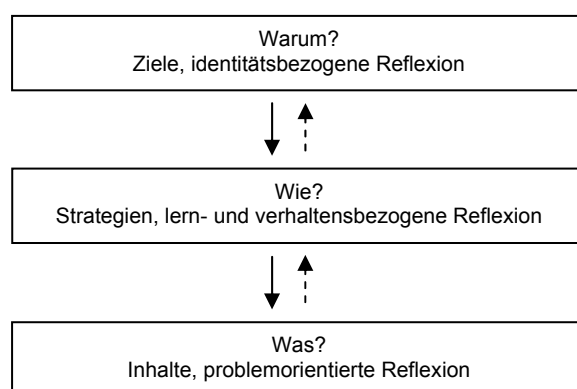 Warum?
Ziele, identitätsbezogene Reflexion
Wie?
Strategien, lern- und verhaltensbezogene Reflexion
Was?
Inhalte, problemorientierte Reflexion